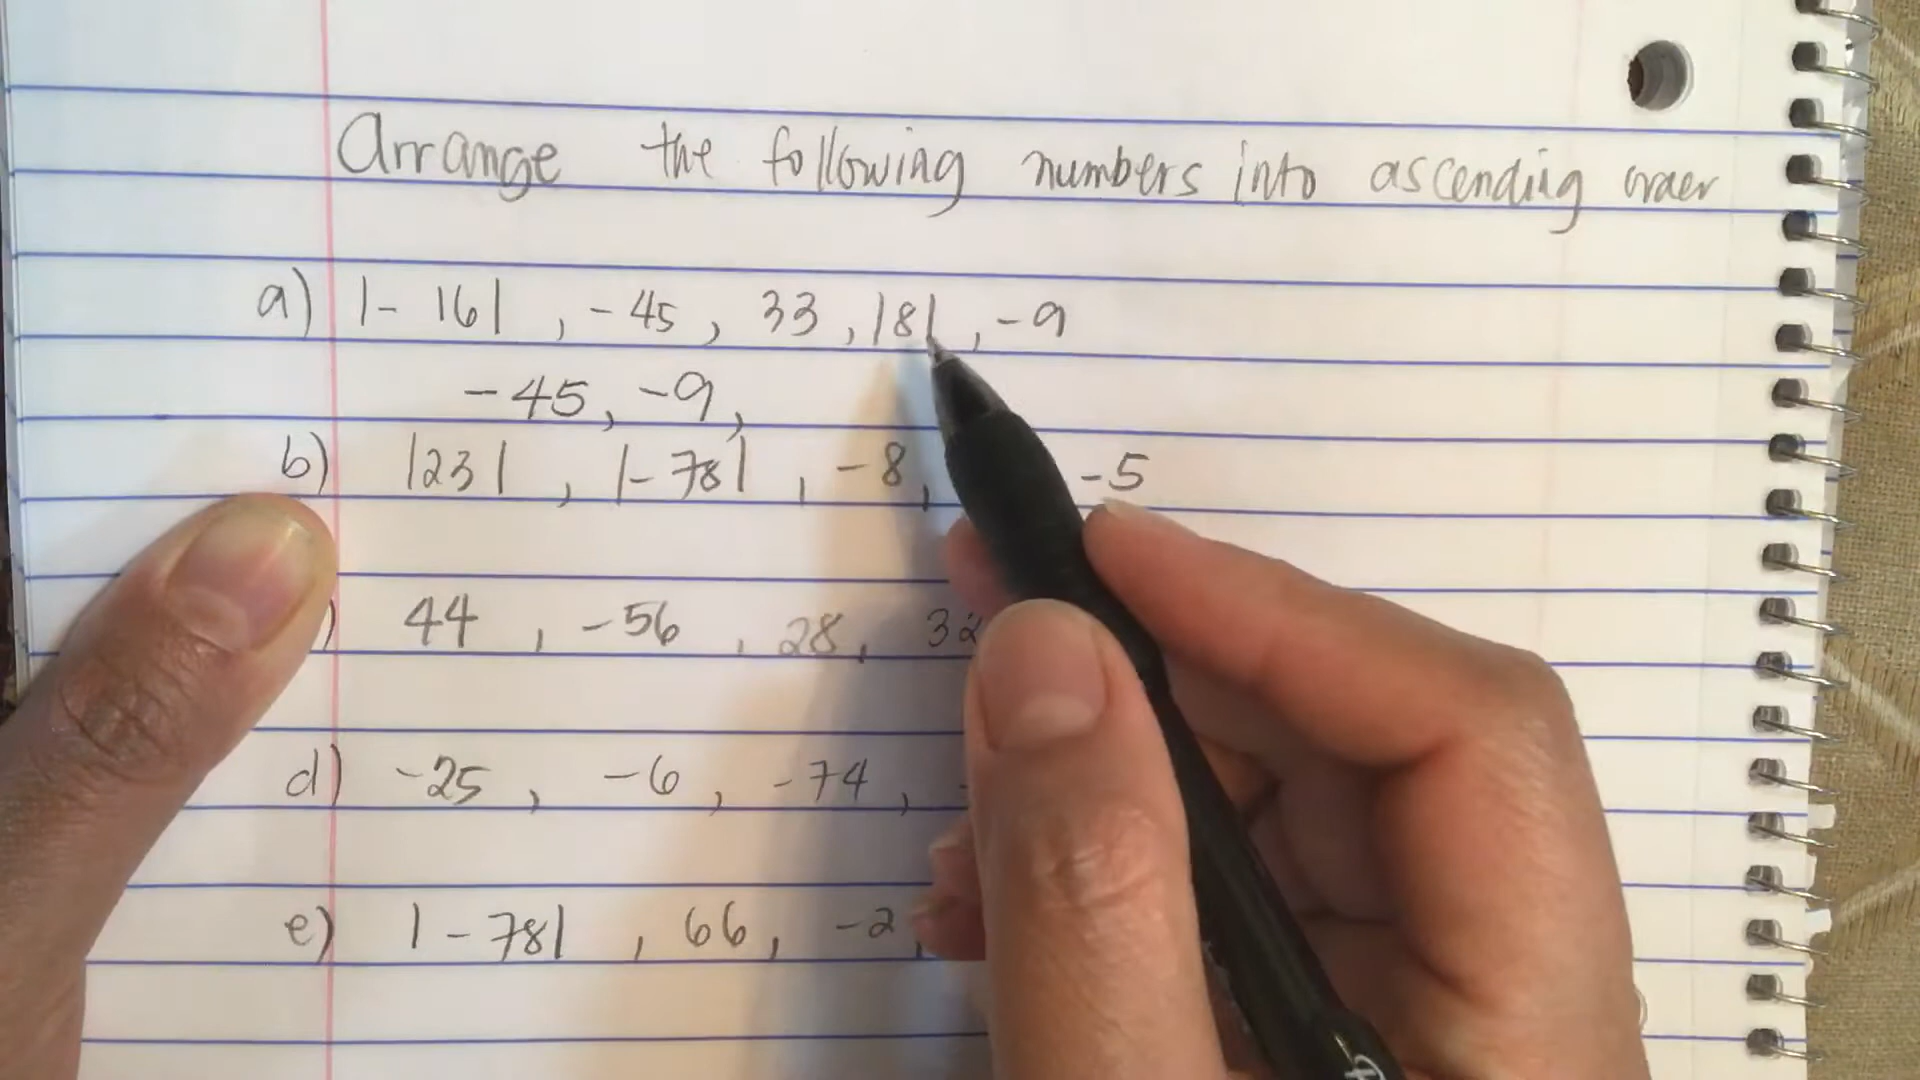 Arrange the following numbers into ascending order
a) |-16| , -45, 33, |8|, -9
-45, -9,
b) |23| , |-78| , -8, -5
) 44 , -56 , 28, 32
d) -25 , -6 , -74 , -
e) |-78| , 66, -2,